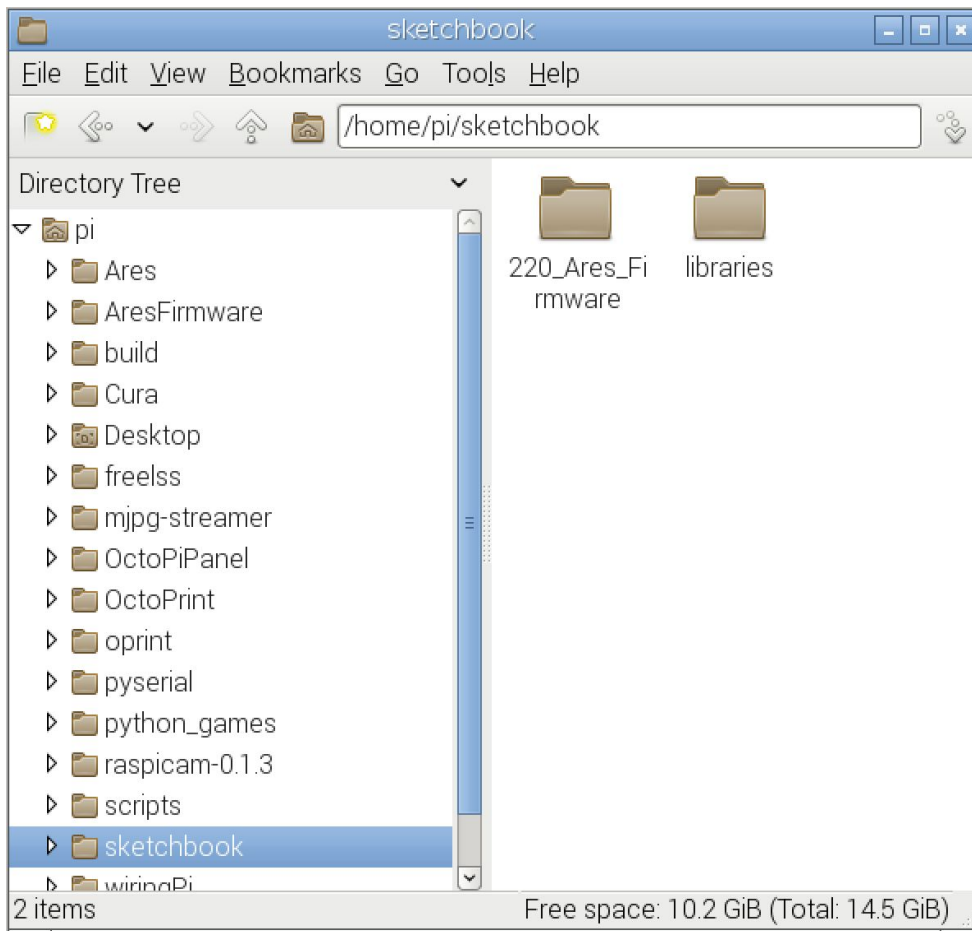 sketchbook
File Edit View Bookmarks Go Tools Help
/home/pi/sketchbook
Directory Tree
pi
Ares
AresFirmware
build
Cura
Desktop
freelss
mjpg-streamer
OctoPiPanel
OctoPrint
oprint
pyserial
python_games
raspicam-0.1.3
scripts
sketchbook
wiringPi
220_Ares_Fi
rmware
libraries
2 items
Free space: 10.2 GiB (Total: 14.5 GiB)